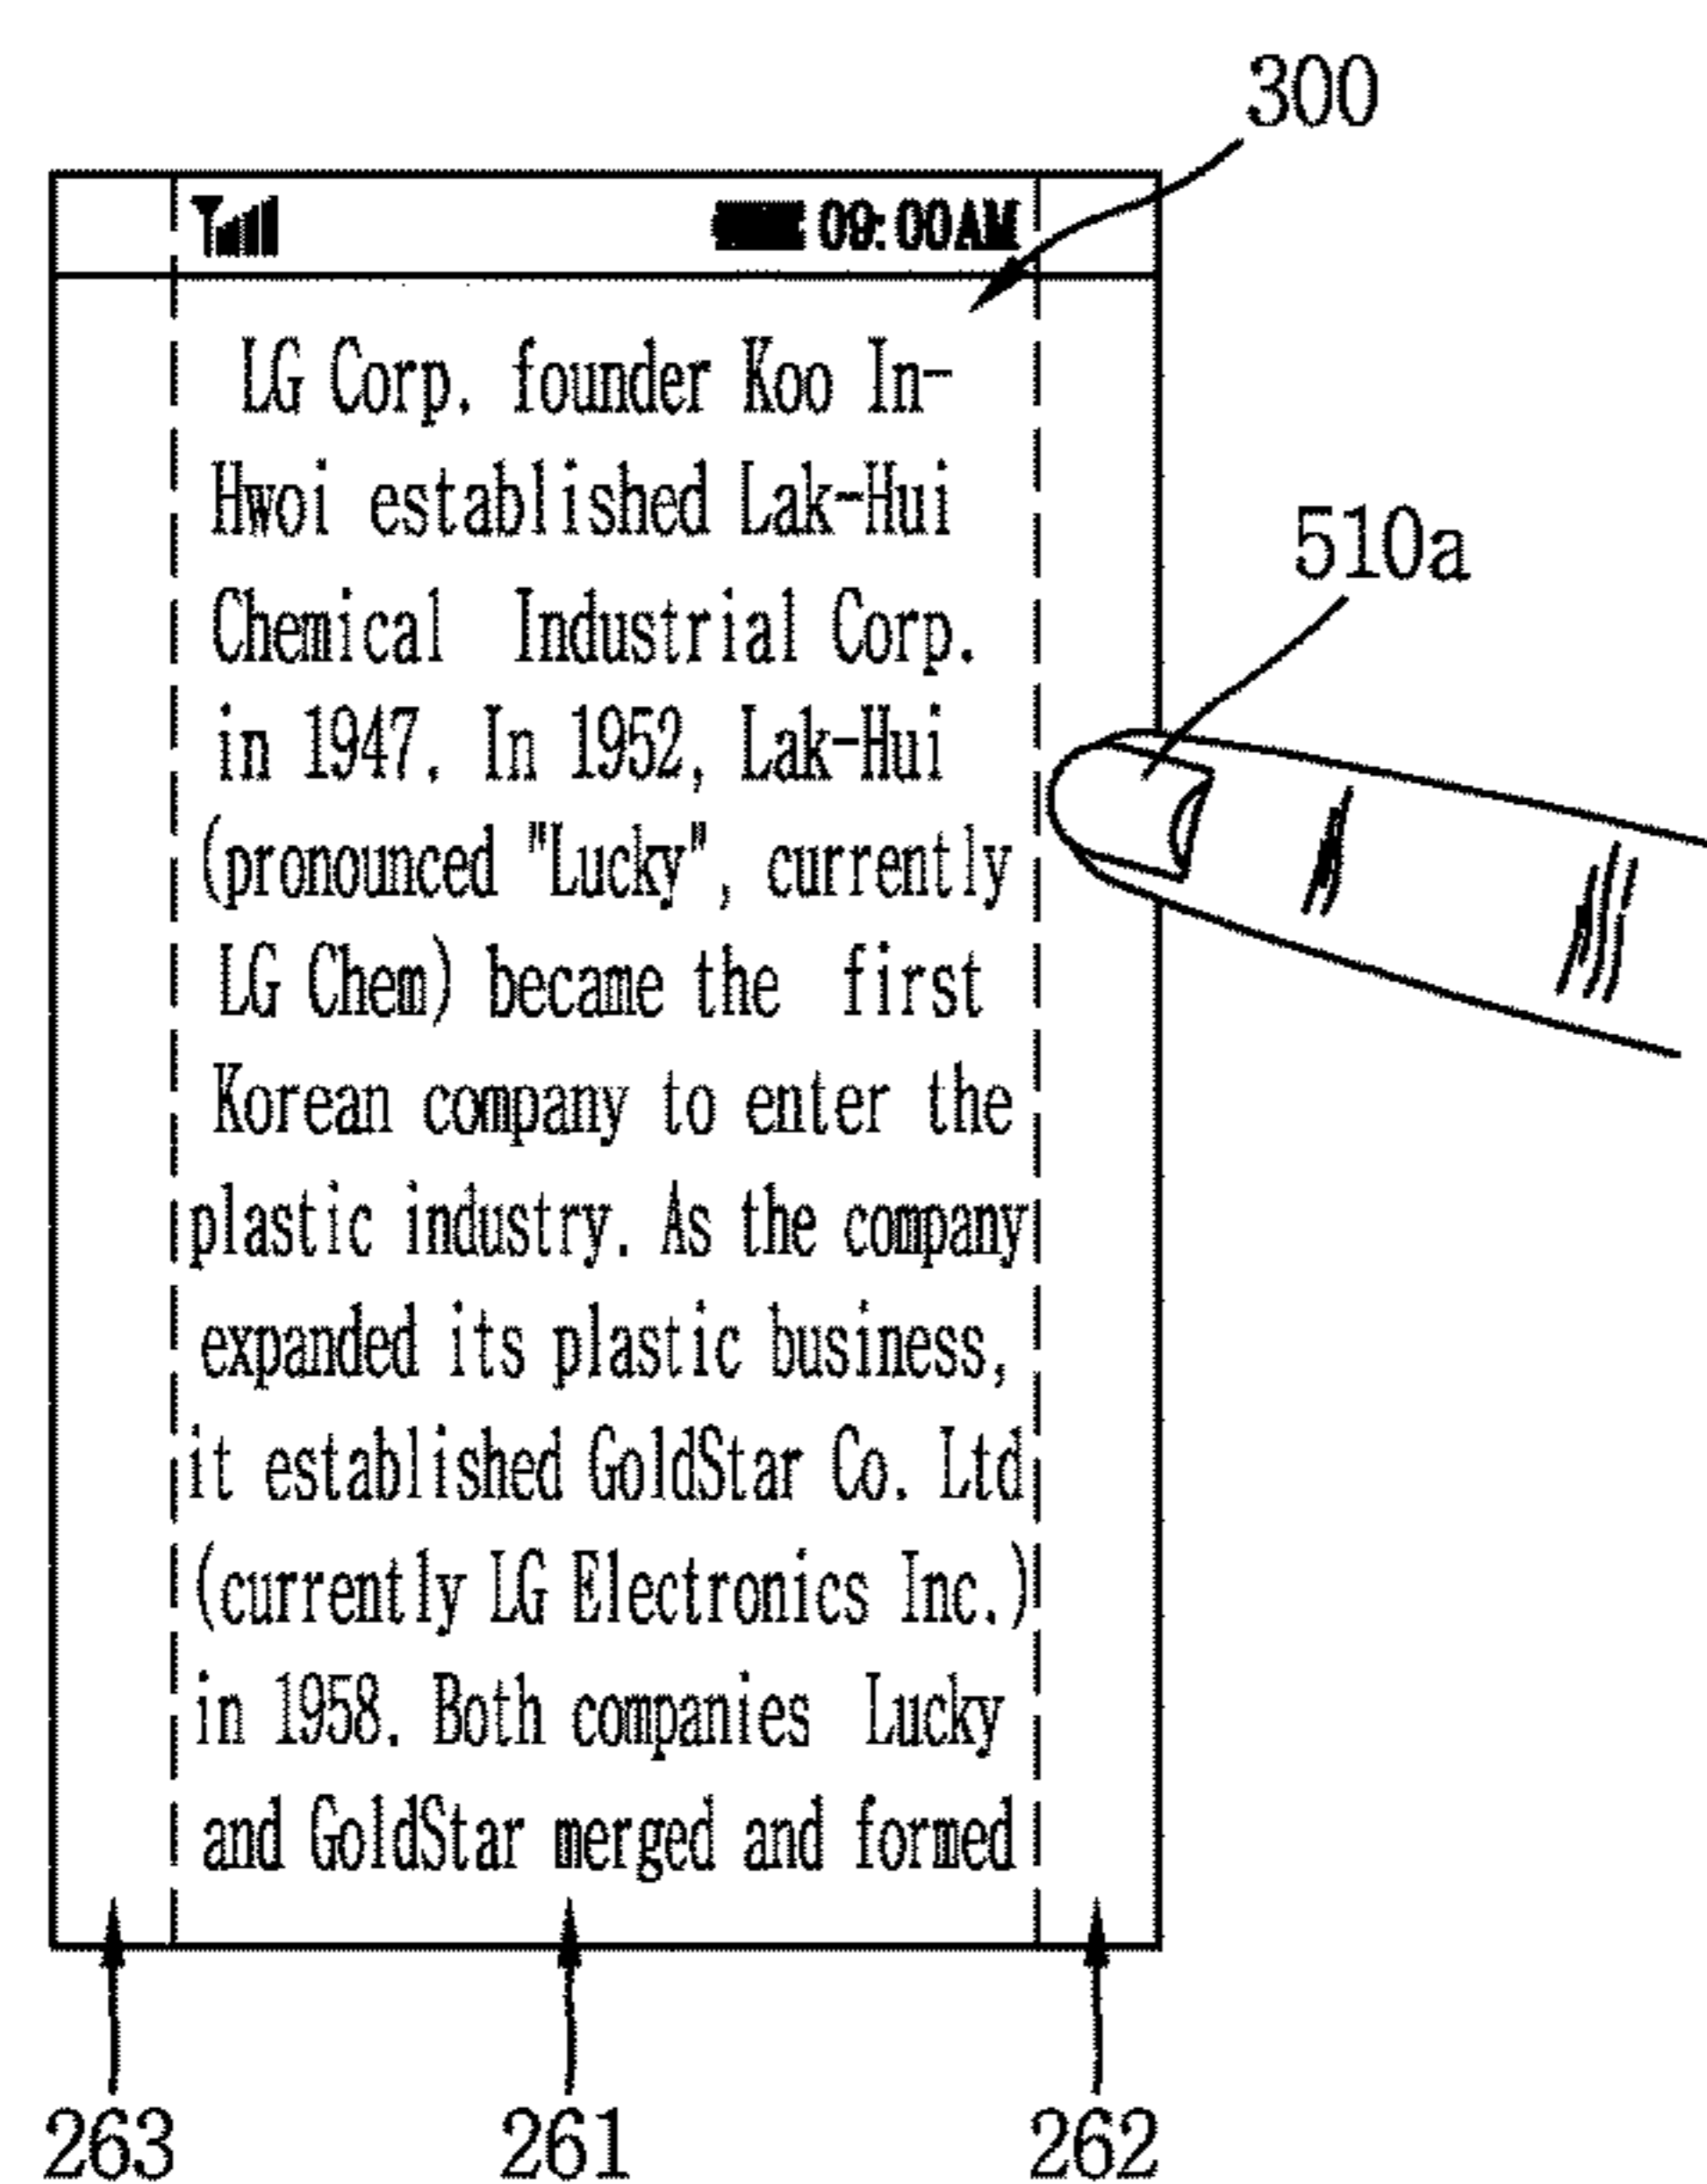 300
09:00AM
LG Corp. founder Koo In-
Hwoi established Lak-Hui
Chemical Industrial Corp.
in 1947. In 1952, Lak-Hui
(pronounced "Lucky", currently
LG Chem) became the first
Korean company to enter the
plastic industry. As the company
expanded its plastic business,
it established GoldStar Co. Ltd
(currently LG Electronics Inc.)
in 1958. Both companies Lucky
and GoldStar merged and formed
510a
263 261 262